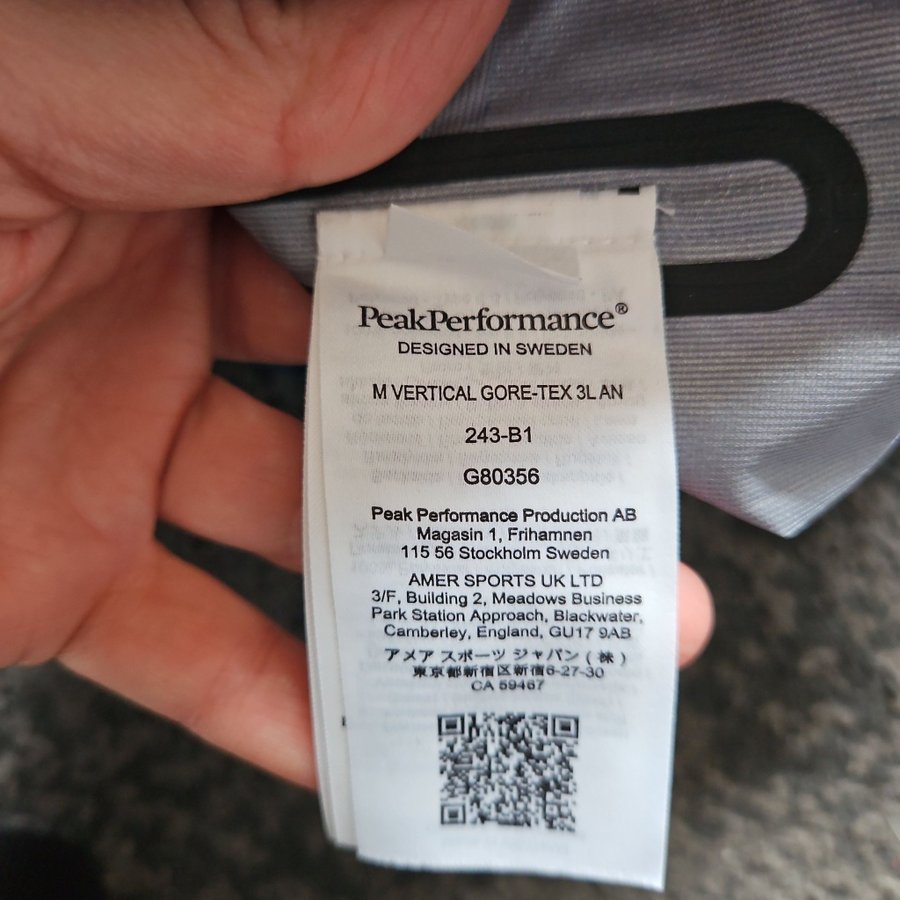 PeakPerformance®
DESIGNED IN SWEDEN
M VERTICAL GORE-TEX 3L AN
243-B1
G80356
Peak Performance Production AB
Magasin 1, Frihamnen
115 56 Stockholm Sweden
AMER SPORTS UK LTD
3/F, Building 2, Meadows Business
Park Station Approach, Blackwater,
Camberley, England, GU17 9AB
アメア スポーツ ジャパン ( 株 )
東京都新宿区新宿6-27-30
CA 59467